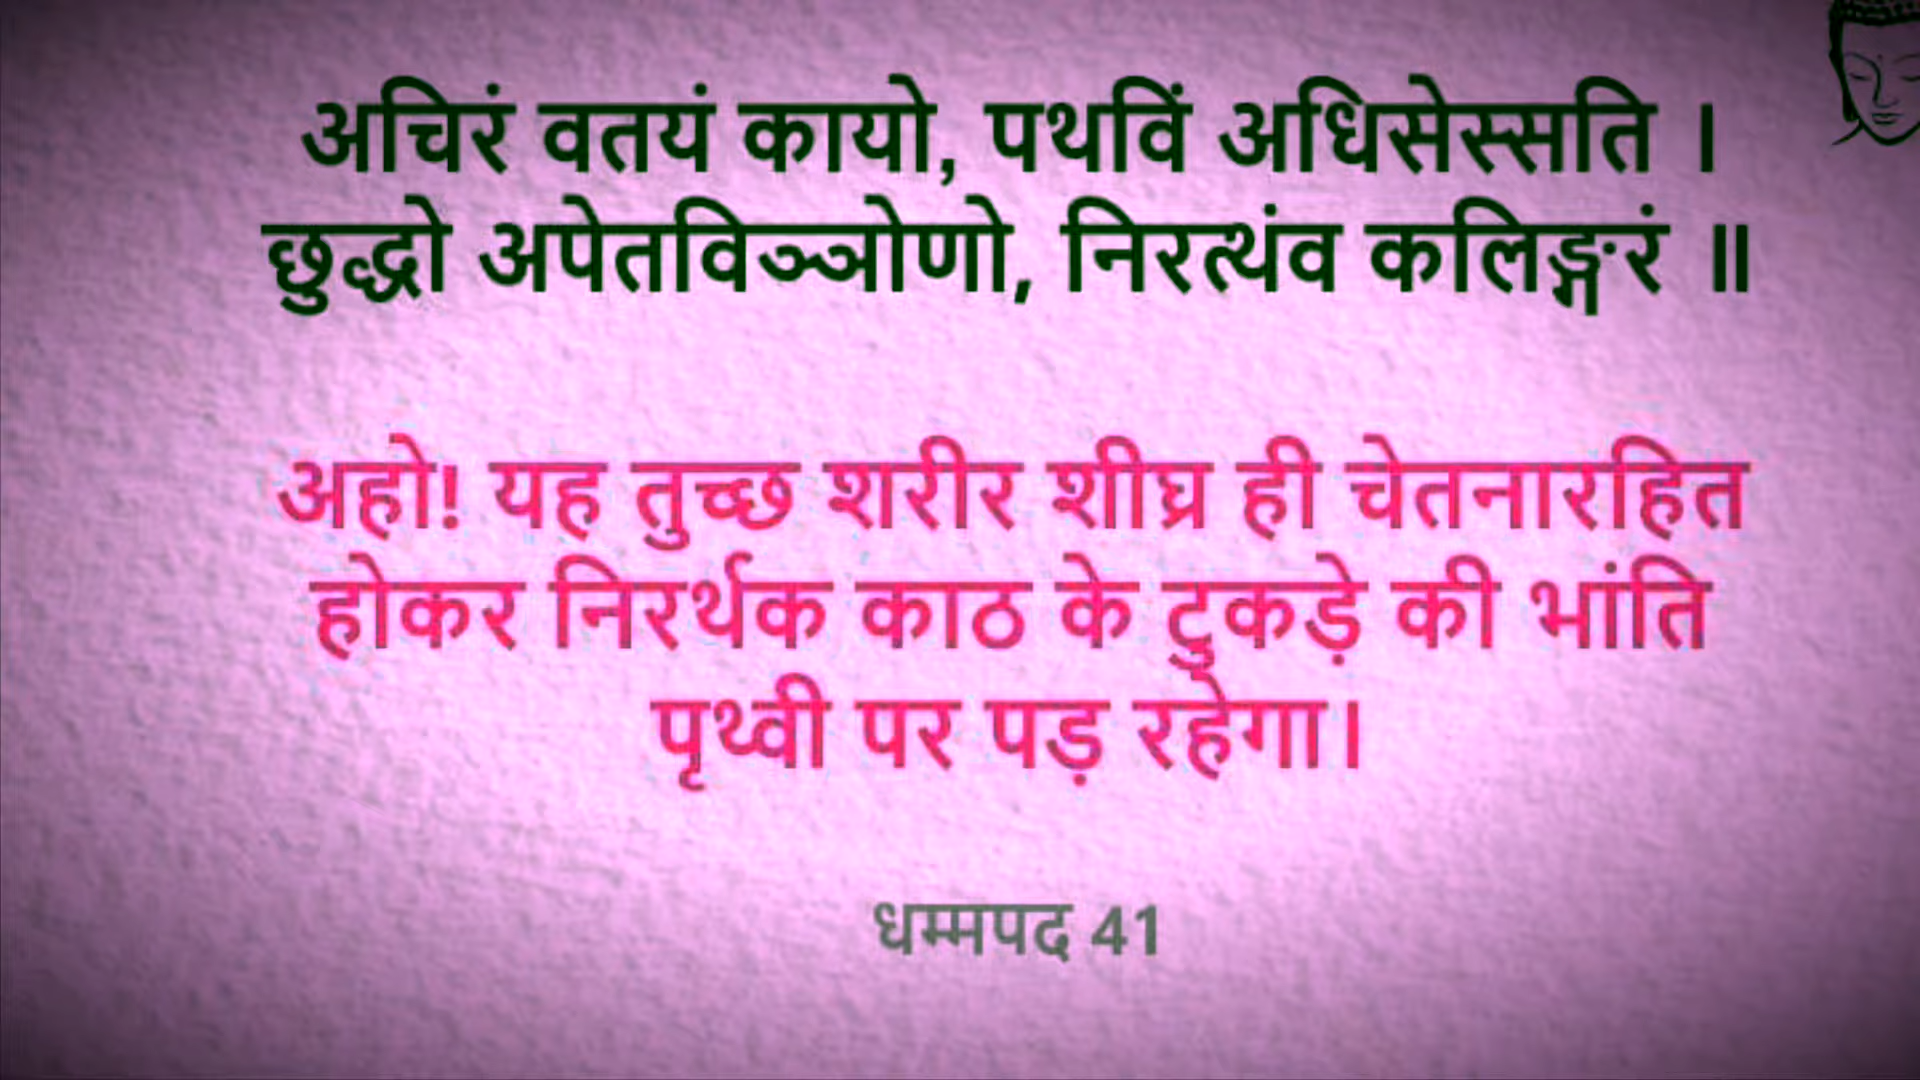 अचिरं वतयं कायो, पथविं अधिसेस्सति ।
छुद्धो अपेतविञ्ञोणो, निरत्थंव कलिङ्गरं ॥
अहो! यह तुच्छ शरीर शीघ्र ही चेतनारहित
होकर निरर्थक काठ के टुकड़े की भांति
पृथ्वी पर पड़ रहेगा।
धम्मपद 41